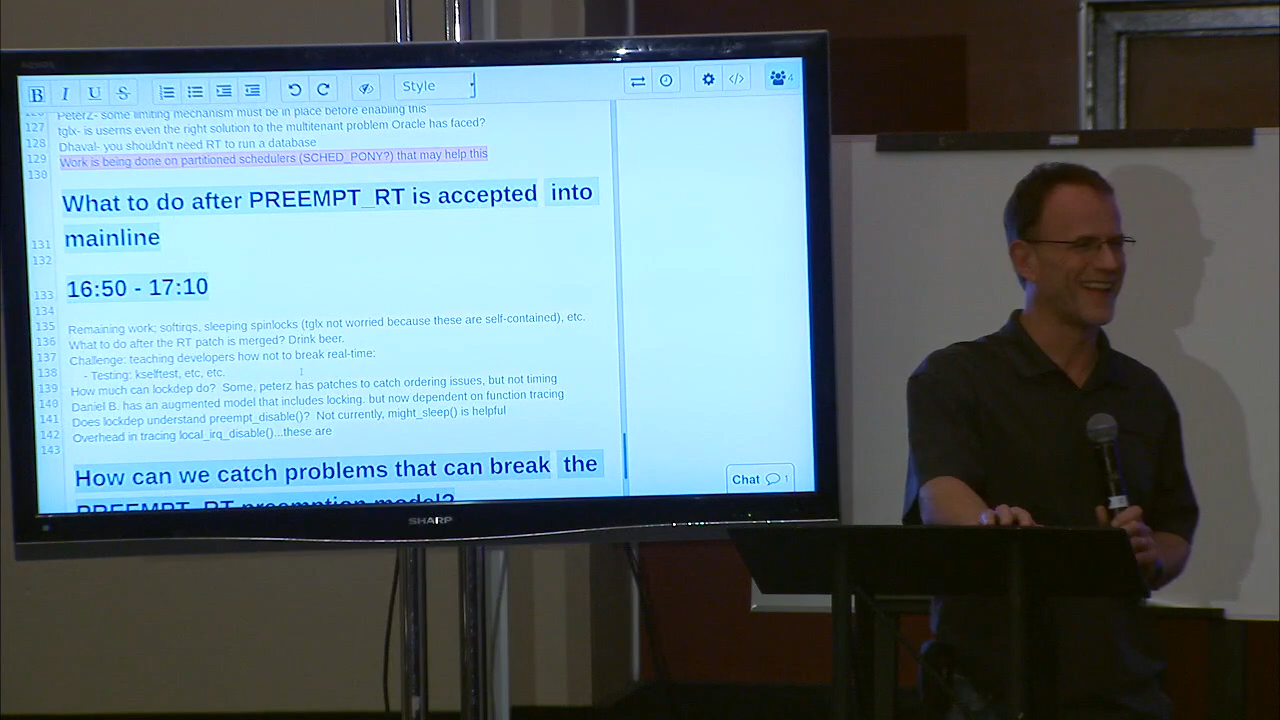 B I U S Style 4
PeterZ- some limiting mechanism must be in place before enabling this
127 tglx- is userns even the right solution to the multitenant problem Oracle has faced?
128 Dhaval- you shouldn't need RT to run a database
129 Work is being done on partitioned schedulers (SCHED_PONY?) that may help this
130
What to do after PREEMPT_RT is accepted into
131 mainline
132
133 16:50 - 17:10
134
135 Remaining work: softirqs, sleeping spinlocks (tglx not worried because these are self-contained), etc.
136 What to do after the RT patch is merged? Drink beer.
137 Challenge: teaching developers how not to break real-time:
138 - Testing: kselftest, etc, etc.
139 How much can lockdep do? Some, peterz has patches to catch ordering issues, but not timing
140 Daniel B. has an augmented model that includes locking. but now dependent on function tracing
141 Does lockdep understand preempt_disable()? Not currently, might_sleep() is helpful
142 Overhead in tracing local_irq_disable()...these are
143
How can we catch problems that can break the
PREEMPT_RT preemption model?
Chat 1
SHARP